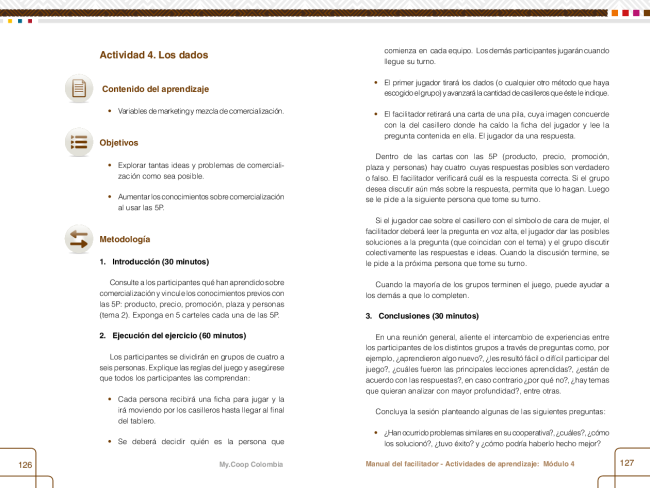 Actividad 4. Los dados
Contenido del aprendizaje
• Variables de marketing y mezcla de comercialización.
Objetivos
• Explorar tantas ideas y problemas de comerciali-
zación como sea posible.
• Aumentar los conocimientos sobre comercialización
al usar las 5P.
Metodología
1. Introducción (30 minutos)
Consulte a los participantes qué han aprendido sobre
comercialización y vincule los conocimientos previos con
las 5P: producto, precio, promoción, plaza y personas
(tema 2). Exponga en 5 carteles cada una de las 5P.
2. Ejecución del ejercicio (60 minutos)
Los participantes se dividirán en grupos de cuatro a
seis personas. Explique las reglas del juego y asegúrese
que todos los participantes las comprendan:
• Cada persona recibirá una ficha para jugar y la
irá moviendo por los casilleros hasta llegar al final
del tablero.
• Se deberá decidir quién es la persona que
126
My.Coop Colombia
comienza en cada equipo. Los demás participantes jugarán cuando
llegue su turno.
• El primer jugador tirará los dados (o cualquier otro método que haya
escogido el grupo) y avanzará la cantidad de casilleros que éste le indique.
• El facilitador retirará una carta de una pila, cuya imagen concuerde
con la del casillero donde ha caído la ficha del jugador y lee la
pregunta contenida en ella. El jugador da una respuesta.
Dentro de las cartas con las 5P (producto, precio, promoción,
plaza y personas) hay cuatro cuyas respuestas posibles son verdadero
o falso. El facilitador verificará cuál es la respuesta correcta. Si el grupo
desea discutir aún más sobre la respuesta, permita que lo hagan. Luego
se le pide a la siguiente persona que tome su turno.
Si el jugador cae sobre el casillero con el símbolo de cara de mujer, el
facilitador deberá leer la pregunta en voz alta, el jugador dar las posibles
soluciones a la pregunta (que coincidan con el tema) y el grupo discutir
colectivamente las respuestas e ideas. Cuando la discusión termine, se
le pide a la próxima persona que tome su turno.
Cuando la mayoría de los grupos terminen el juego, puede ayudar a
los demás a que lo completen.
3. Conclusiones (30 minutos)
En una reunión general, aliente el intercambio de experiencias entre
los participantes de los distintos grupos a través de preguntas como, por
ejemplo, ¿aprendieron algo nuevo?, ¿les resultó fácil o difícil participar del
juego?, ¿cuáles fueron las principales lecciones aprendidas?, ¿están de
acuerdo con las respuestas?, en caso contrario ¿por qué no?, ¿hay temas
que quieran analizar con mayor profundidad?, entre otras.
Concluya la sesión planteando algunas de las siguientes preguntas:
• ¿Han ocurrido problemas similares en su cooperativa?, ¿cuáles?, ¿cómo
los solucionó?, ¿tuvo éxito? y ¿cómo podría haberlo hecho mejor?
Manual del facilitador - Actividades de aprendizaje: Módulo 4
127